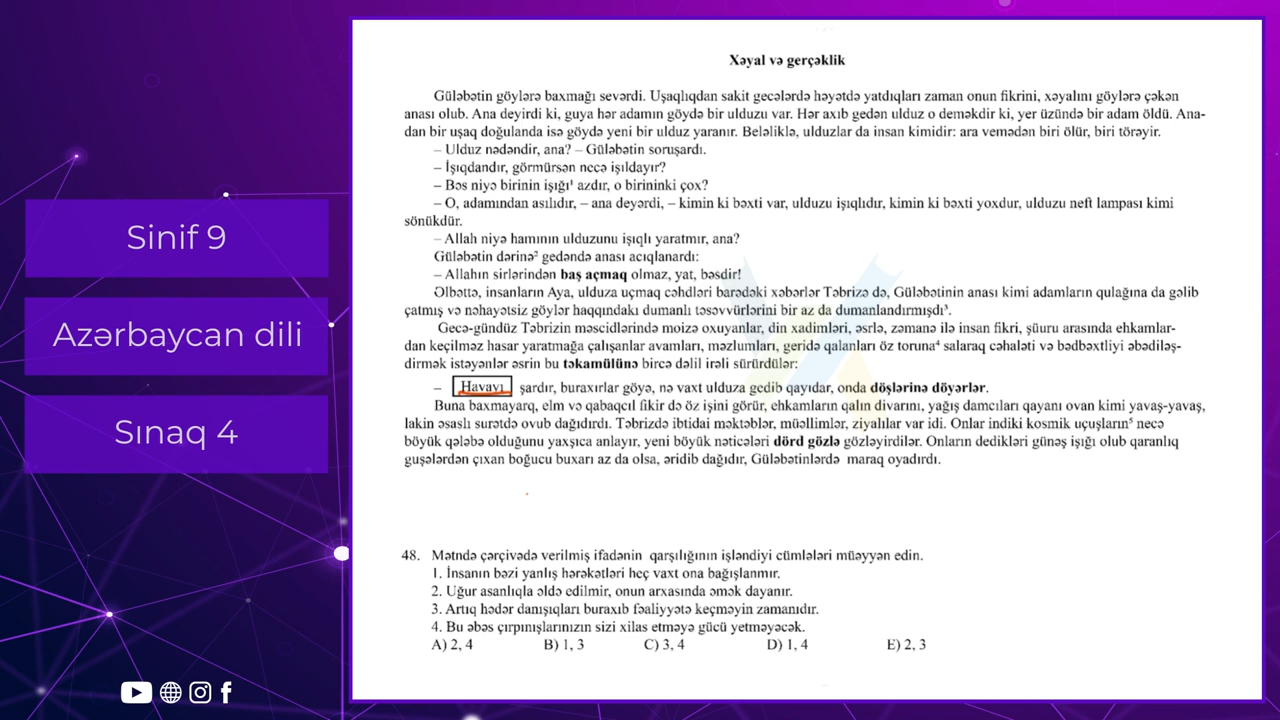 Sinif 9
Azərbaycan dili
Sınaq 4
Xəyal və gerçəklik
Güləbətin göylərə baxmağı sevərdi. Uşaqlıqdan sakit gecələrdə həyətdə yatdıqları zaman onun fikrini, xəyalını göylərə çəkən
anası olub. Ana deyirdi ki, guya hər adamın göydə bir ulduzu var. Hər axıb gedən ulduz o deməkdir ki, yer üzündə bir adam öldü. Ana-
dan bir uşaq doğulanda isə göydə yeni bir ulduz yaranır. Beləliklə, ulduzlar da insan kimidir: ara vemədən biri ölür, biri törəyir.
– Ulduz nədəndir, ana? – Güləbətin soruşardı.
– İşıqdandır, görmürsən necə işıldayır?
– Bəs niyə birinin işığı¹ azdır, o birininki çox?
– O, adamından asılıdır, – ana deyərdi, – kimin ki bəxti var, ulduzu işıqlıdır, kimin ki bəxti yoxdur, ulduzu neft lampası kimi
sönükdür.
– Allah niyə hamının ulduzunu işıqlı yaratmır, ana?
Güləbətin dərinə² gedəndə anası acıqlanardı:
– Allahın sirlərindən baş açmaq olmaz, yat, bəsdir!
Əlbəttə, insanların Aya, ulduza uçmaq cəhdləri barədəki xəbərlər Təbrizə də, Güləbətinin anası kimi adamların qulağına da gəlib
çatmış və nəhayətsiz göylər haqqındakı dumanlı təsəvvürlərini bir az da dumanlandırmışdı³.
Gecə-gündüz Təbrizin məscidlərində moizə oxuyanlar, din xadimləri, əsrlə, zəmanə ilə insan fikri, şüuru arasında ehkamlar-
dan keçilməz hasar yaratmağa çalışanlar avamları, məzlumları, geridə qalanları öz toruna⁴ salaraq cəhaləti və bədbəxtliyi əbədiləş-
dirmək istəyənlər əsrin bu təkamülünə bircə dəlil irəli sürürdülər:
– Havayı şardır, buraxırlar göyə, nə vaxt ulduza gedib qayıdar, onda döşlərinə döyərlər.
Buna baxmayarq, elm və qabaqcıl fikir də öz işini görür, ehkamların qalın divarını, yağış damcıları qayanı ovan kimi yavaş-yavaş,
lakin əsaslı surətdə ovub dağıdırdı. Təbrizdə ibtidai məktəblər, müəllimlər, ziyalılar var idi. Onlar indiki kosmik uçuşların⁵ necə
böyük qələbə olduğunu yaxşıca anlayır, yeni böyük nəticələri dörd gözlə gözləyirdilər. Onların dedikləri günəş işığı olub qaranlıq
guşələrdən çıxan boğucu buxarı az da olsa, əridib dağıdır, Güləbətinlərdə maraq oyadırdı.
48. Mətndə çərçivədə verilmiş ifadənin qarşılığının işləndiyi cümlələri müəyyən edin.
1. İnsanın bəzi yanlış hərəkətləri heç vaxt ona bağışlanmır.
2. Uğur asanlıqla əldə edilmir, onun arxasında əmək dayanır.
3. Artıq hədər danışıqları buraxıb fəaliyyətə keçməyin zamanıdır.
4. Bu əbəs çırpınışlarınızın sizi xilas etməyə gücü yetməyəcək.
A) 2, 4 B) 1, 3 C) 3, 4 D) 1, 4 E) 2, 3